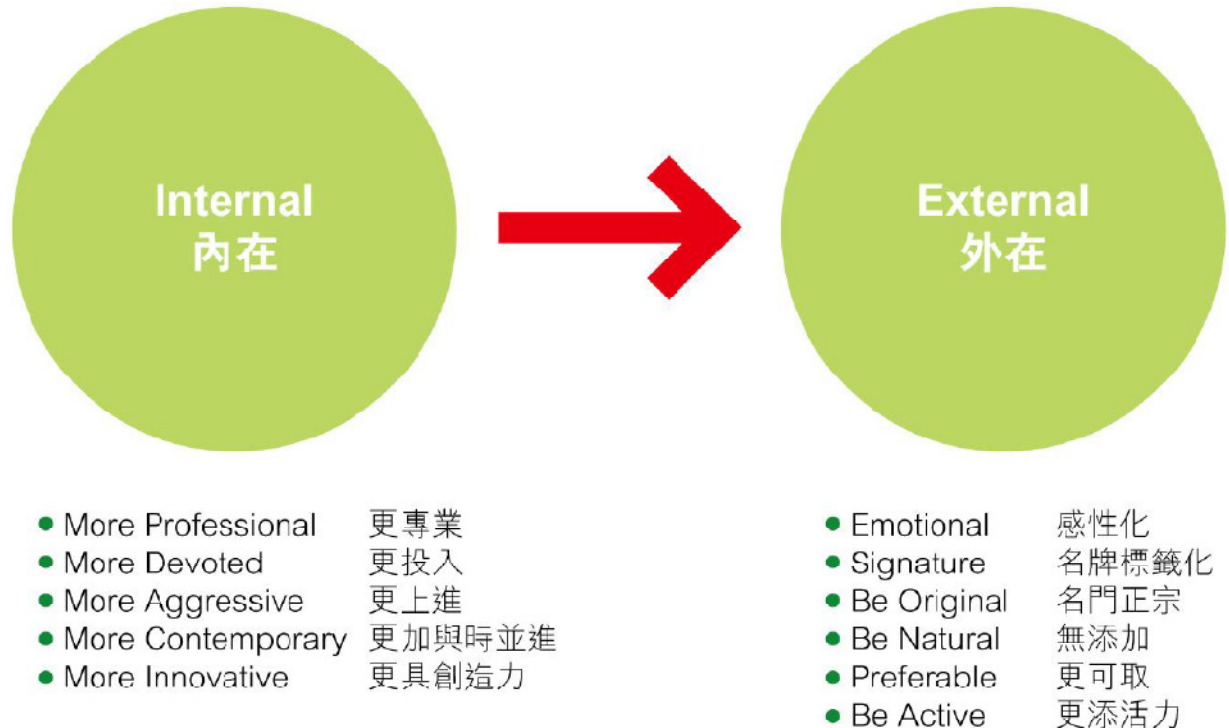 Internal
內在
External
外在
More Professional 更專業
More Devoted 更投入
More Aggressive 更上進
More Contemporary 更加與時並進
More Innovative 更具創造力
Emotional 感性化
Signature 名牌標籤化
Be Original 名門正宗
Be Natural 無添加
Preferable 更可取
Be Active 更添活力